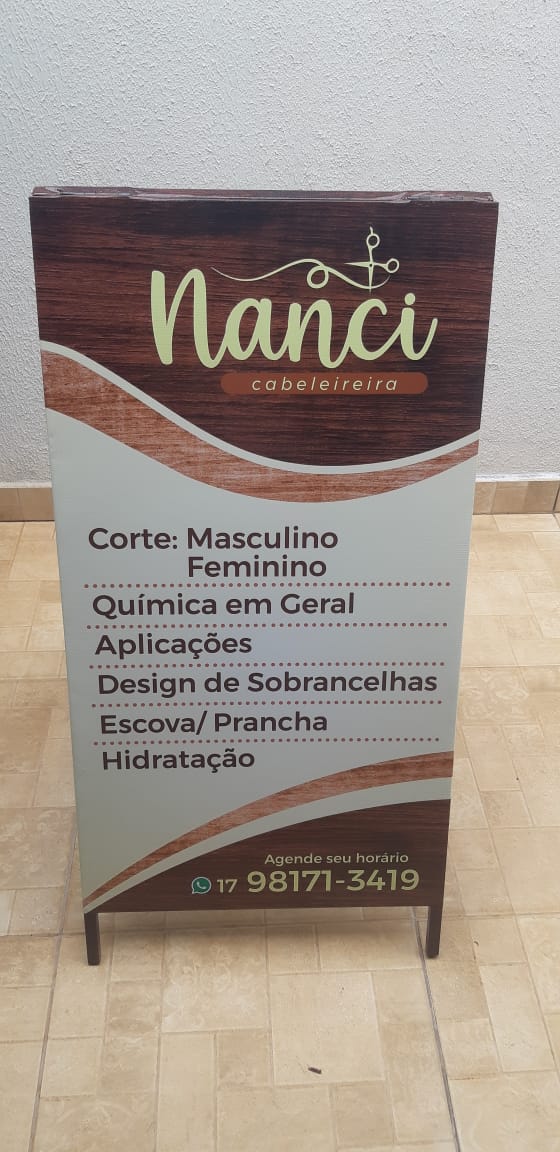 Nanci
cabeleireira
Corte: Masculino
Feminino
Química em Geral
Aplicações
Design de Sobrancelhas
Escova/ Prancha
Hidratação
Agende seu horário
17 98171-3419